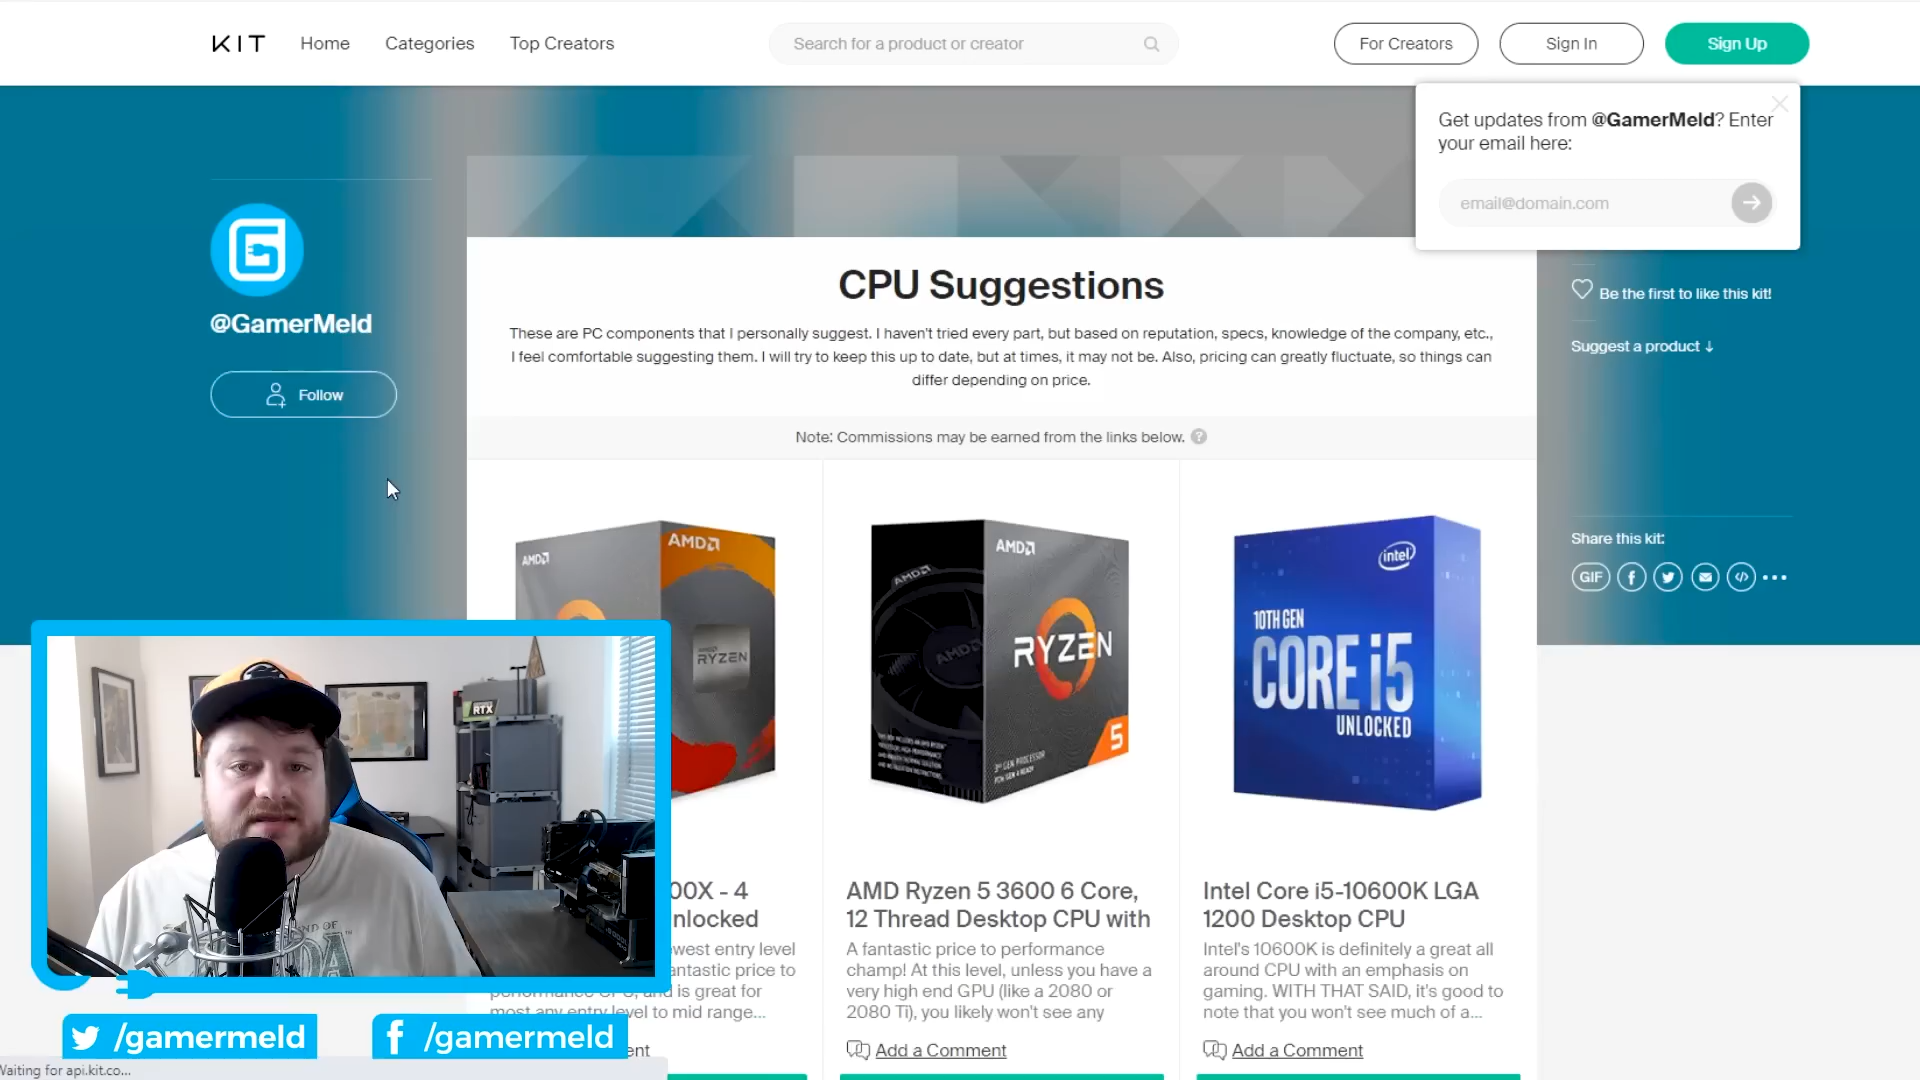 KIT
Home
Categories
Top Creators
Search for a product or creator
For Creators
Sign In
Sign Up
Get updates from @GamerMeld? Enter
your email here:
email@domain.com
@GamerMeld
Follow
CPU Suggestions
These are PC components that I personally suggest. I haven't tried every part, but based on reputation, specs, knowledge of the company, etc.,
I feel comfortable suggesting them. I will try to keep this up to date, but at times, it may not be. Also, pricing can greatly fluctuate, so things can
differ depending on price.
Note: Commissions may be earned from the links below. ?
Be the first to like this kit!
Suggest a product ↓
Share this kit:
GIF
AMD
AMD
RYZEN
AMD
AMD
AMD
RYZEN
5
intel
10TH GEN
CORE i5
UNLOCKED
RTX
00X - 4
nlocked
west entry level
antastic price to
and is great for
most any entry level to mid range...
AMD Ryzen 5 3600 6 Core,
12 Thread Desktop CPU with
A fantastic price to performance
champ! At this level, unless you have a
very high end GPU (like a 2080 or
2080 Ti), you likely won't see any
Add a Comment
Intel Core i5-10600K LGA
1200 Desktop CPU
Intel's 10600K is definitely a great all
around CPU with an emphasis on
gaming. WITH THAT SAID, it's good to
note that you won't see much of a...
Add a Comment
ent
/gamermeld
/gamermeld
Waiting for api.kit.co...